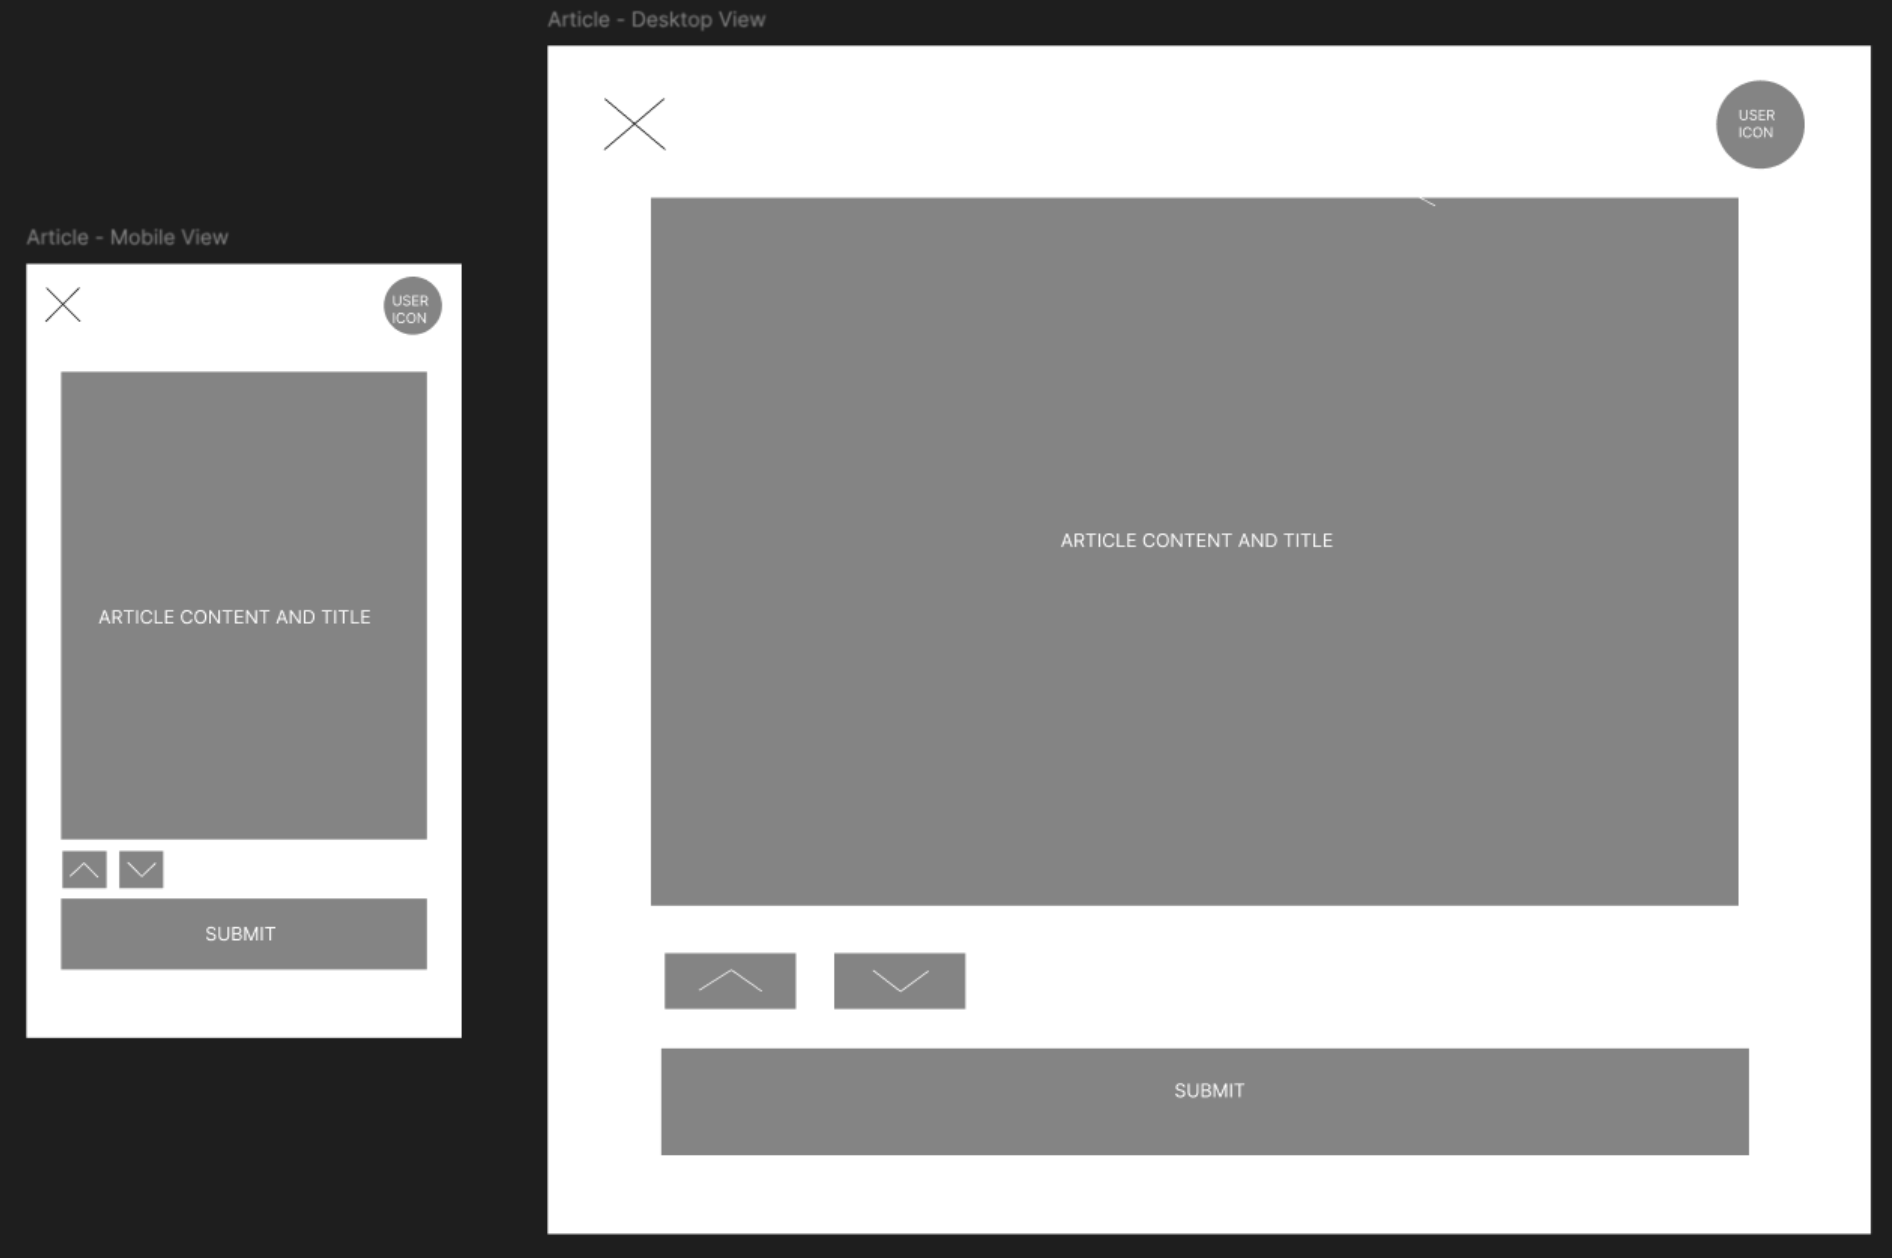 Article - Desktop View
USER
ICON
ARTICLE CONTENT AND TITLE
SUBMIT
Article - Mobile View
USER
ICON
ARTICLE CONTENT AND TITLE
SUBMIT